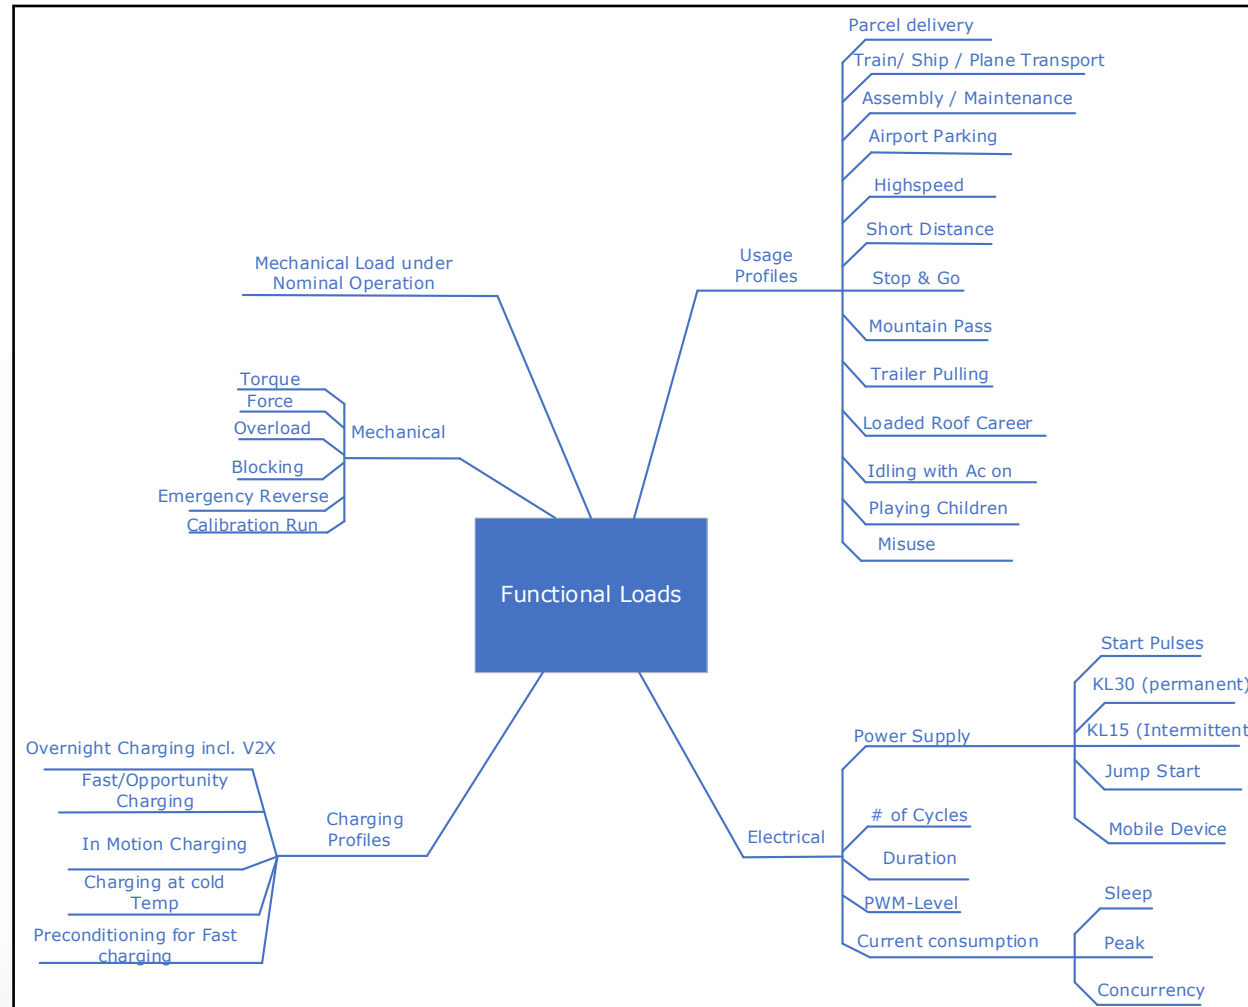 Parcel delivery
Train/ Ship / Plane Transport
Assembly / Maintenance
Airport Parking
Highspeed
Short Distance
Usage
Profiles
Stop & Go
Mountain Pass
Trailer Pulling
Loaded Roof Career
Idling with Ac on
Playing Children
Misuse
Mechanical Load under
Nominal Operation
Torque
Force
Overload
Mechanical
Blocking
Emergency Reverse
Calibration Run
Functional Loads
Start Pulses
KL30 (permanent)
Power Supply
KL15 (Intermittent
Jump Start
Mobile Device
Electrical
# of Cycles
Duration
PWM-Level
Current consumption
Sleep
Peak
Concurrency
Overnight Charging incl. V2X
Fast/Opportunity
Charging
Charging
Profiles
In Motion Charging
Charging at cold
Temp
Preconditioning for Fast
charging